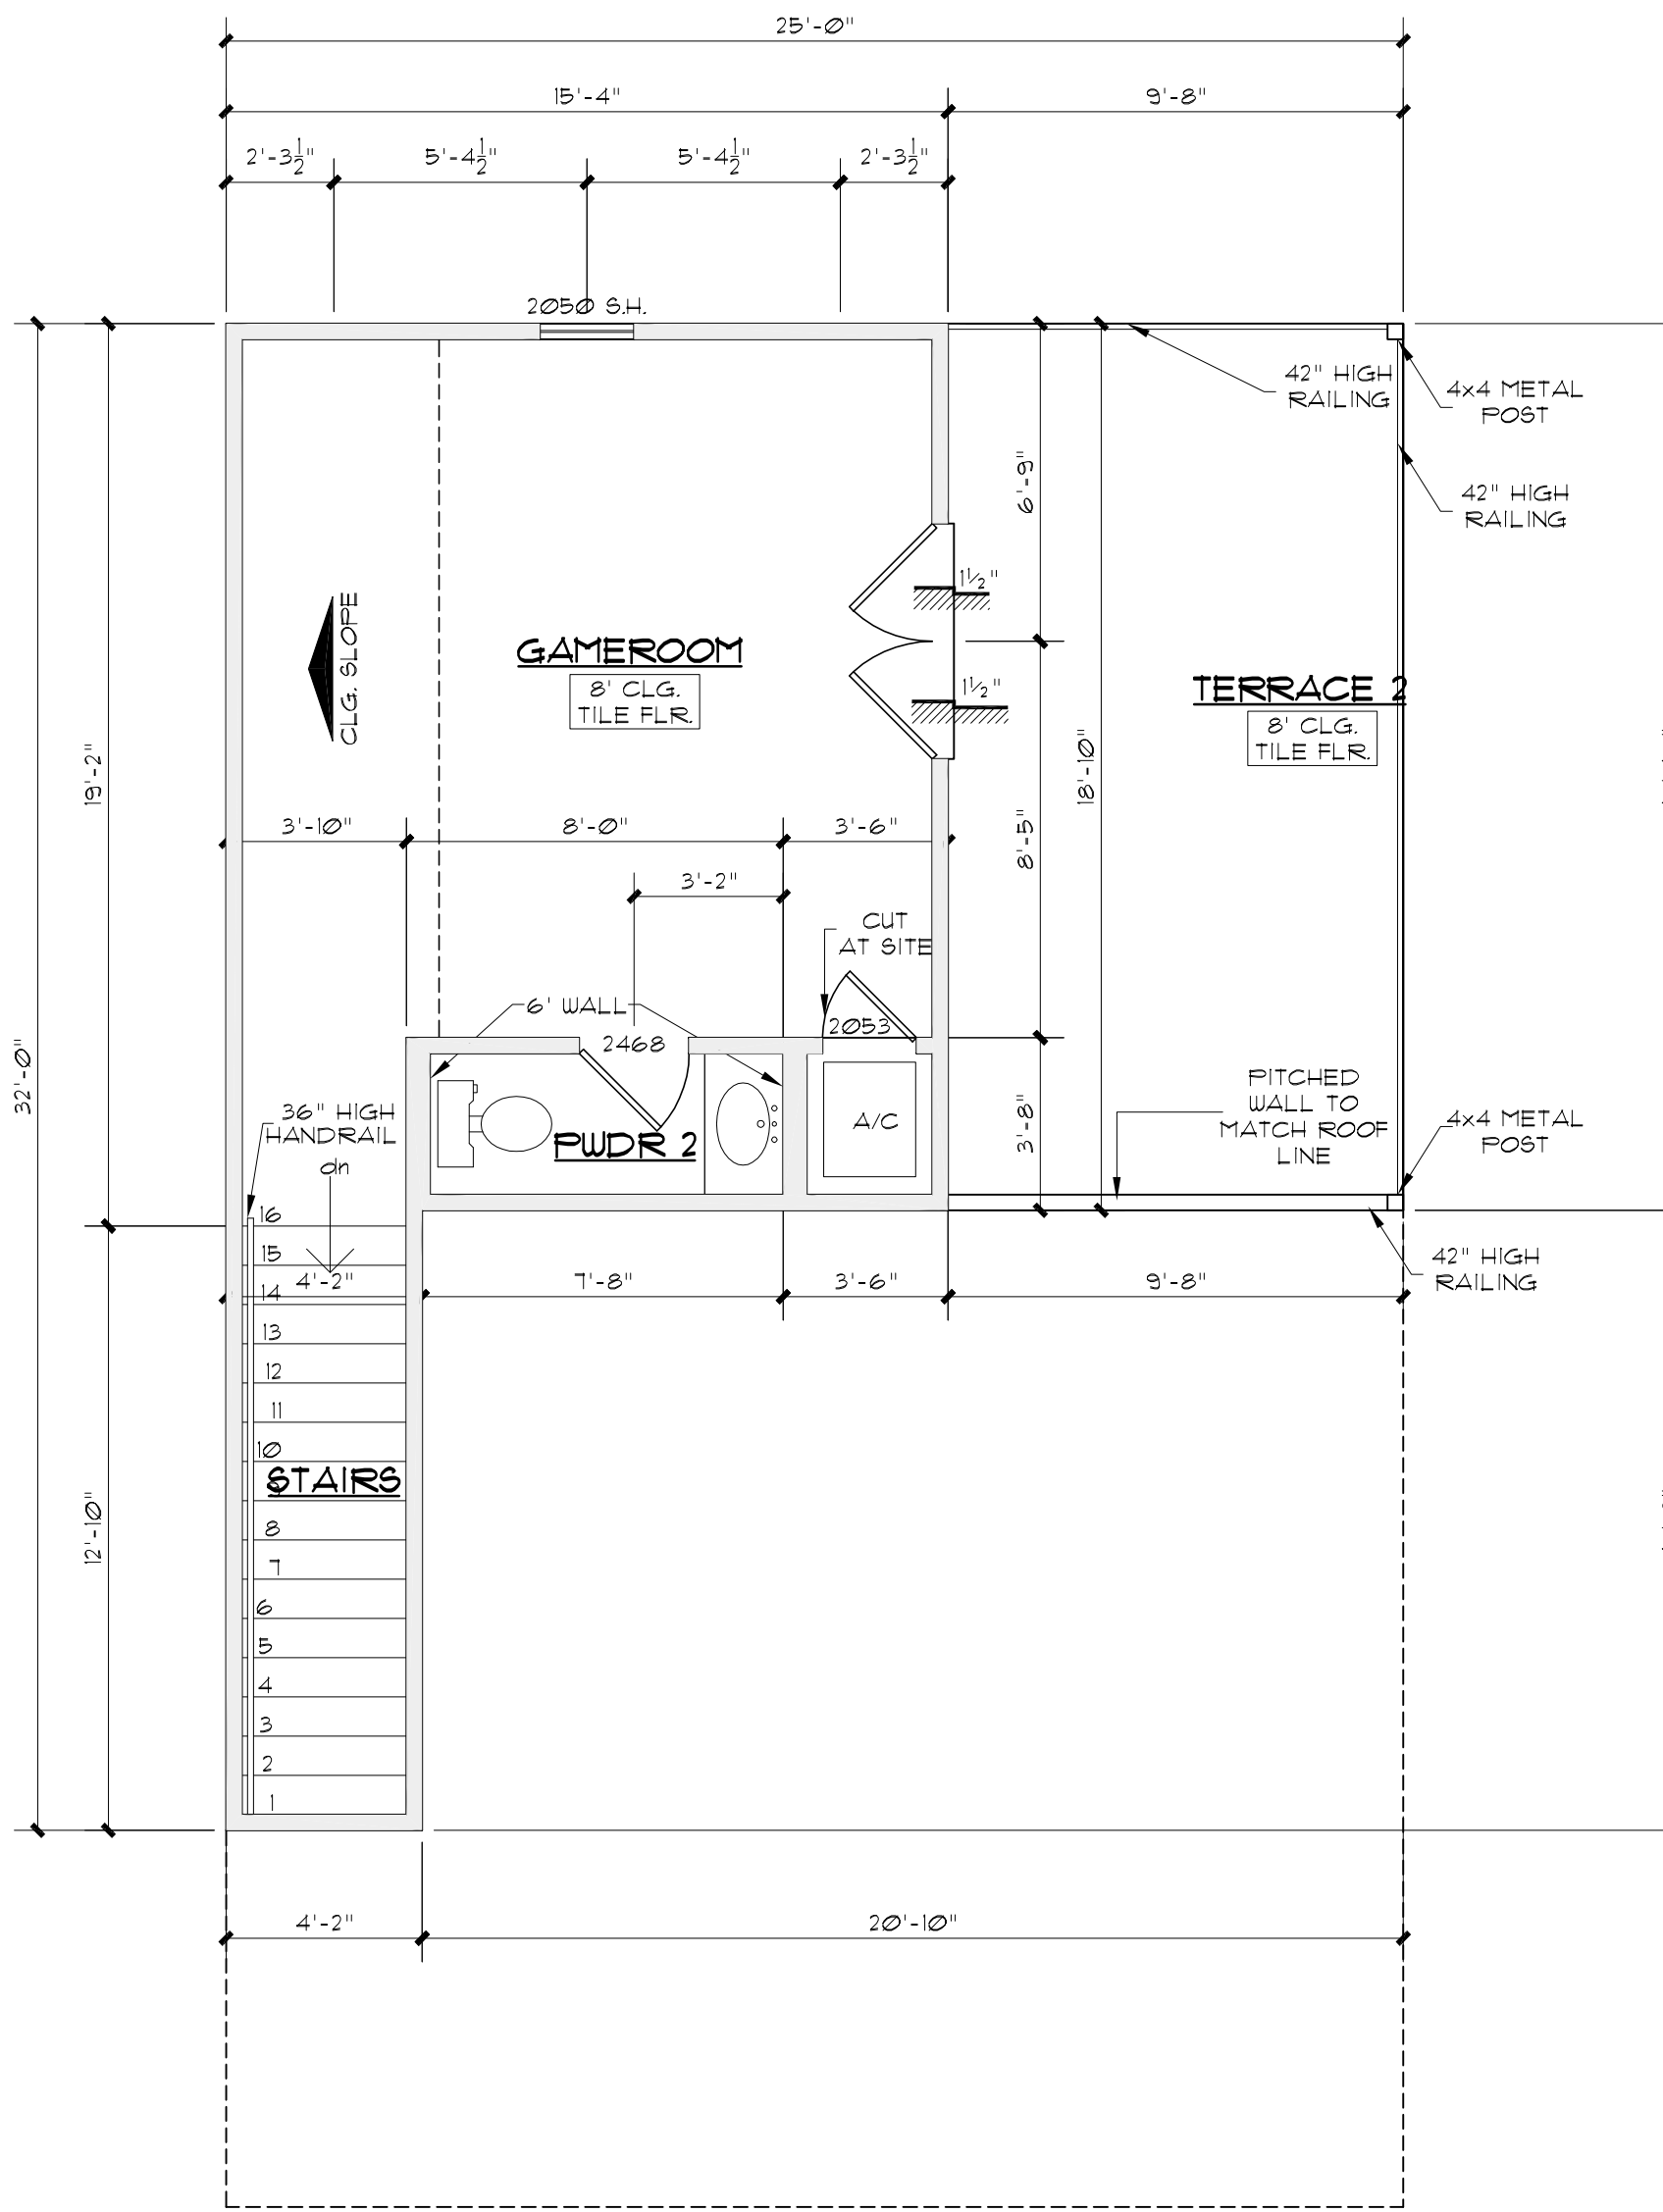 25'-0"
15'-4"
9'-8"
2'-3½"
5'-4½"
5'-4½"
2'-3½"
2050 S.H.
42" HIGH
RAILING
4x4 METAL
POST
6'-9"
42" HIGH
RAILING
1½"
CLG. SLOPE
GAMEROOM
8' CLG.
TILE FLR.
1½"
TERRACE 2
8' CLG.
TILE FLR.
19'-2"
18'-10"
3'-10"
8'-0"
3'-6"
8'-5"
3'-2"
CUT
AT SITE
6' WALL
2053
2468
32'-0"
36" HIGH
HANDRAIL
dn
PWDR 2
A/C
3'-8"
PITCHED
WALL TO
MATCH ROOF
LINE
4x4 METAL
POST
16
15
4'-2"
7'-8"
3'-6"
9'-8"
42" HIGH
RAILING
14
13
12
11
10
STAIRS
8
7
12'-10"
6
5
4
3
2
1
4'-2"
20'-10"